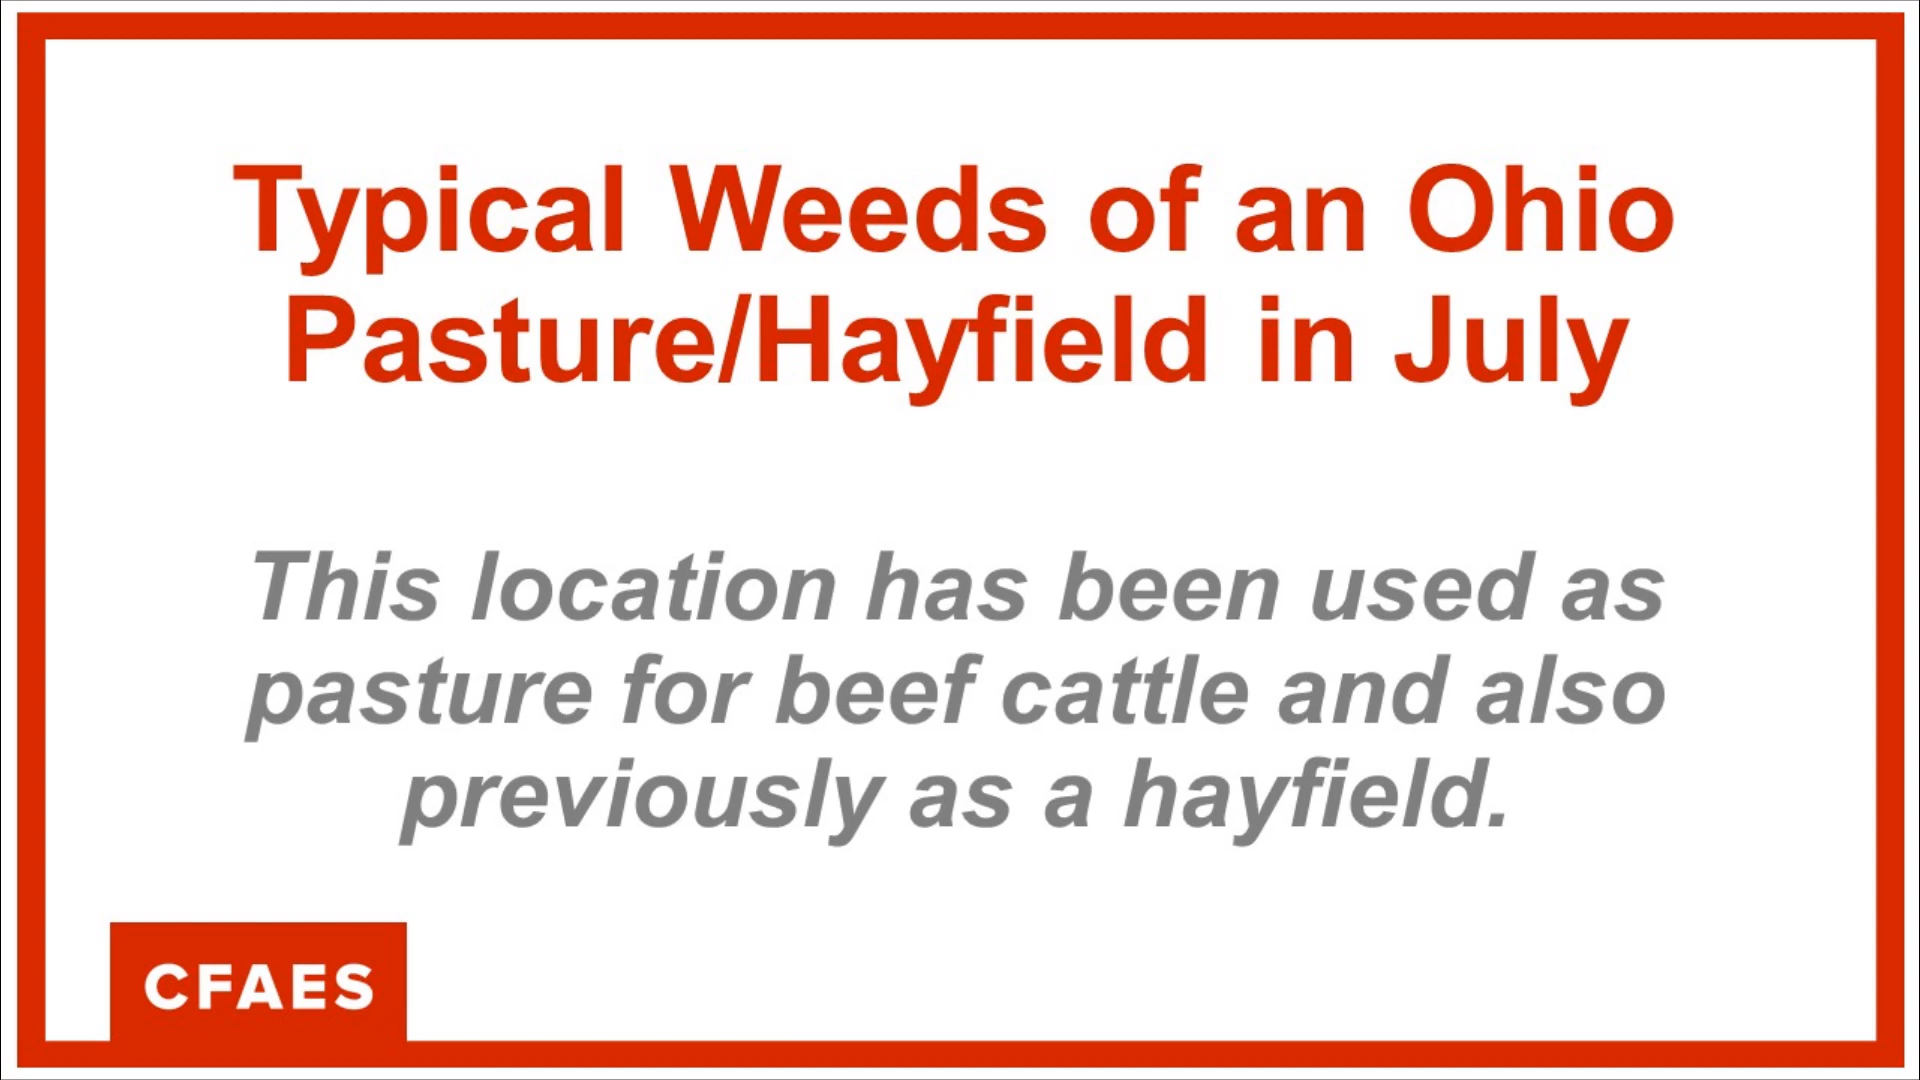 Typical Weeds of an Ohio
Pasture/Hayfield in July
This location has been used as
pasture for beef cattle and also
previously as a hayfield.
CFAES